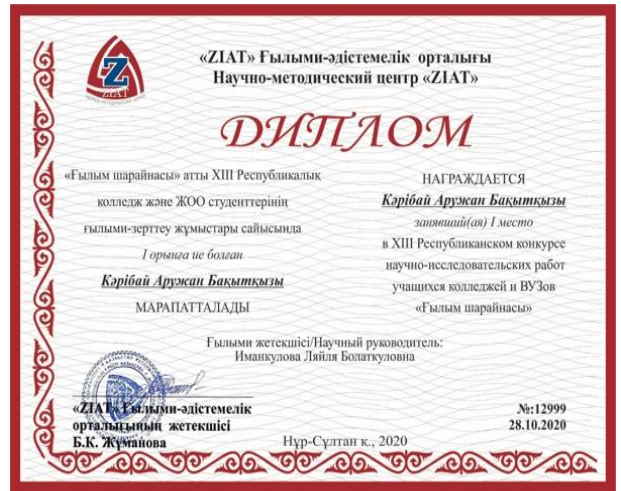 «ZIAT» Ғылыми-әдістемелік орталығы
Научно-методический центр «ZIAT»
Z
ZIAT
ДИПЛОМ
«Ғылым шарайнасы» атты XIII Республикалық
колледж және ЖОО студенттерінің
ғылыми-зерттеу жұмыстары сайысында
I орынға ие болған
Кәрібай Аружан Бақытқызы
МАРАПАТТАЛАДЫ
НАГРАЖДАЕТСЯ
Кәрібай Аружан Бақытқызы
занявший(ая) I место
в XIII Республиканском конкурсе
научно-исследовательских работ
учащихся колледжей и ВУЗов
«Ғылым шарайнасы»
Ғылыми жетекшісі/Научный руководитель:
Иманкулова Ляйля Болаткуловна
«ZIAT» Ғылыми-әдістемелік
орталығының жетекшісі
Б.К. Жуманова
Нұр-Сұлтан қ., 2020
№:12999
28.10.2020